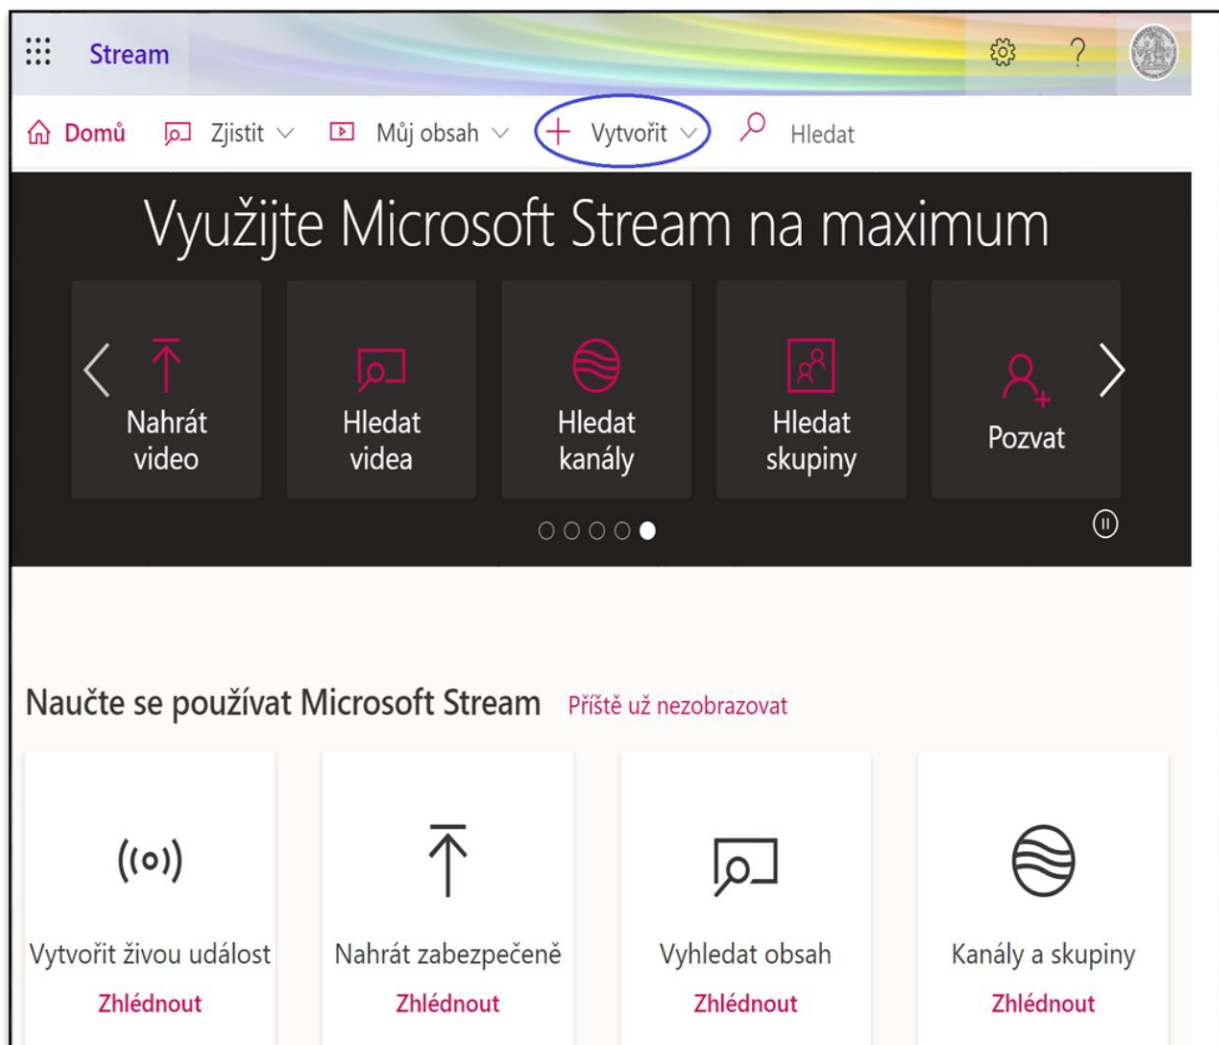 Stream
Domů Zjistit Můj obsah Vytvořit Hledat
Využijte Microsoft Stream na maximum
Nahrát video
Hledat videa
Hledat kanály
Hledat skupiny
Pozvat
Naučte se používat Microsoft Stream Příště už nezobrazovat
Vytvořit živou událost
Zhlédnout
Nahrát zabezpečeně
Zhlédnout
Vyhledat obsah
Zhlédnout
Kanály a skupiny
Zhlédnout